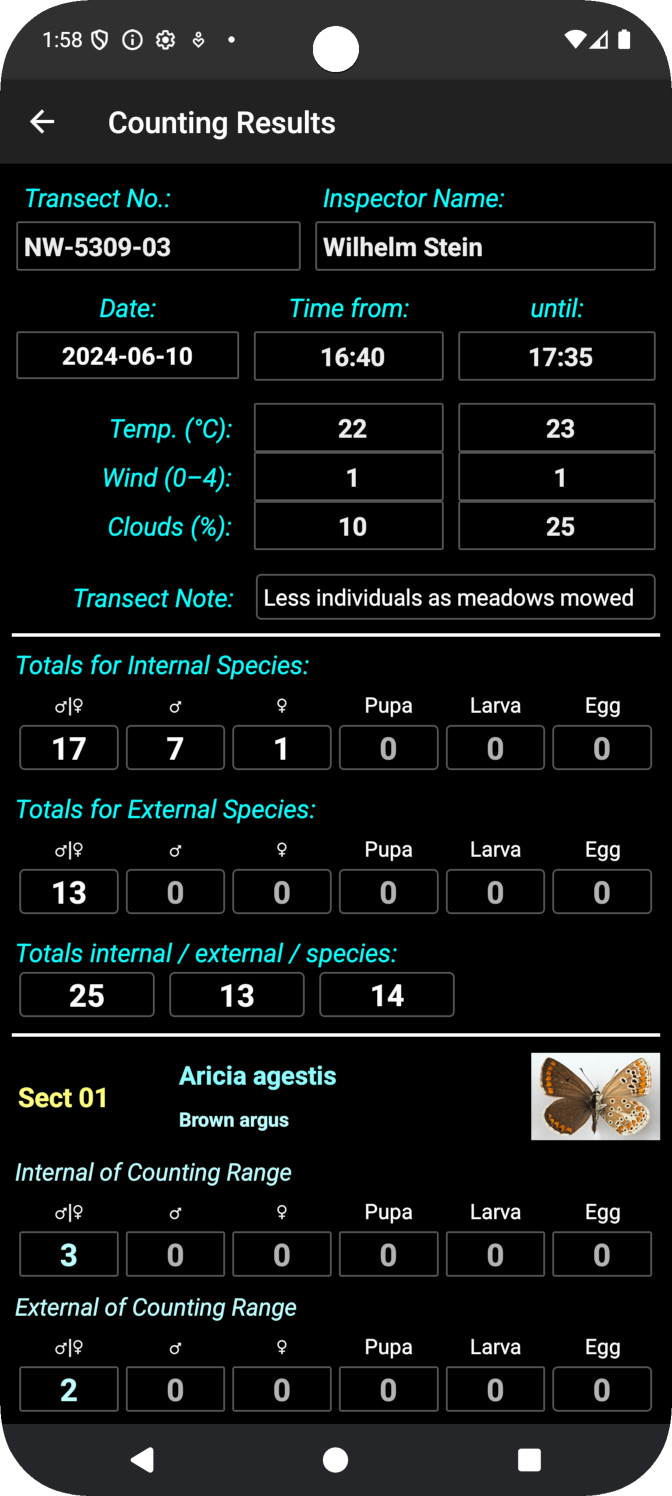 1:58
Counting Results
Transect No.: Inspector Name:
NW-5309-03 Wilhelm Stein
Date: Time from: until:
2024-06-10 16:40 17:35
Temp. (°C): 22 23
Wind (0–4): 1 1
Clouds (%): 10 25
Transect Note: Less individuals as meadows mowed
Totals for Internal Species:
♂|♀ ♂ ♀ Pupa Larva Egg
17 7 1 0 0 0
Totals for External Species:
♂|♀ ♂ ♀ Pupa Larva Egg
13 0 0 0 0 0
Totals internal / external / species:
25 13 14
Sect 01 Aricia agestis
Brown argus
Internal of Counting Range
♂|♀ ♂ ♀ Pupa Larva Egg
3 0 0 0 0 0
External of Counting Range
♂|♀ ♂ ♀ Pupa Larva Egg
2 0 0 0 0 0